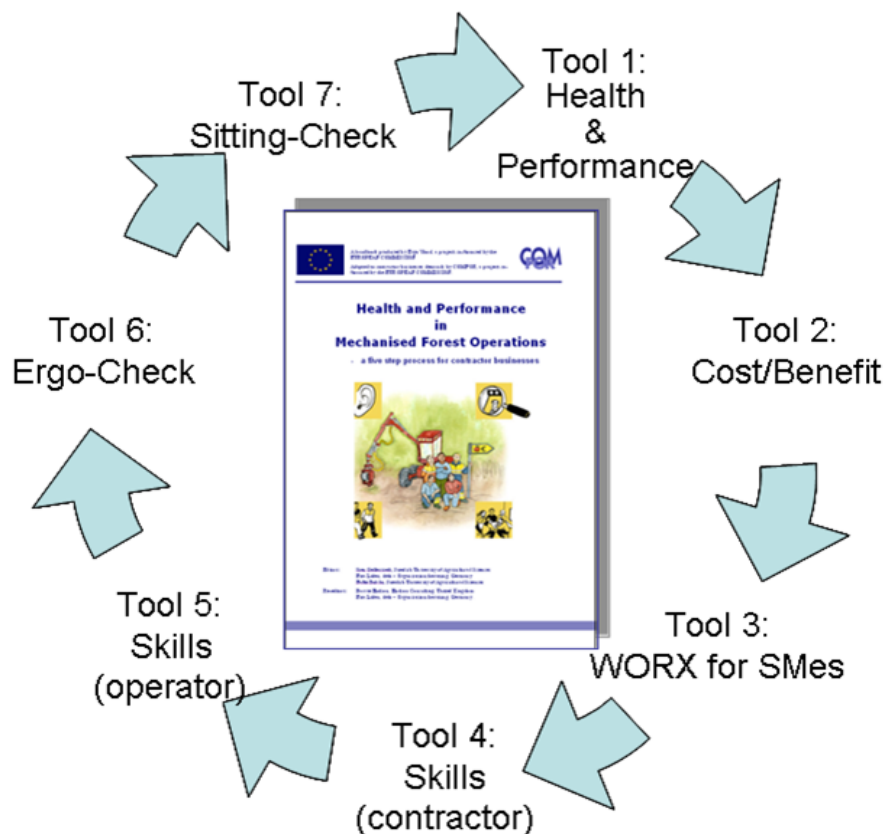 Tool 1:
Health
&
Performance
Tool 2:
Cost/Benefit
Tool 3:
WORX for SMes
Tool 4:
Skills
(contractor)
Tool 5:
Skills
(operator)
Tool 6:
Ergo-Check
Tool 7:
Sitting-Check
COM
Health and Performance
in
Mechanised Forest Operations
- a five step process for contractor businesses